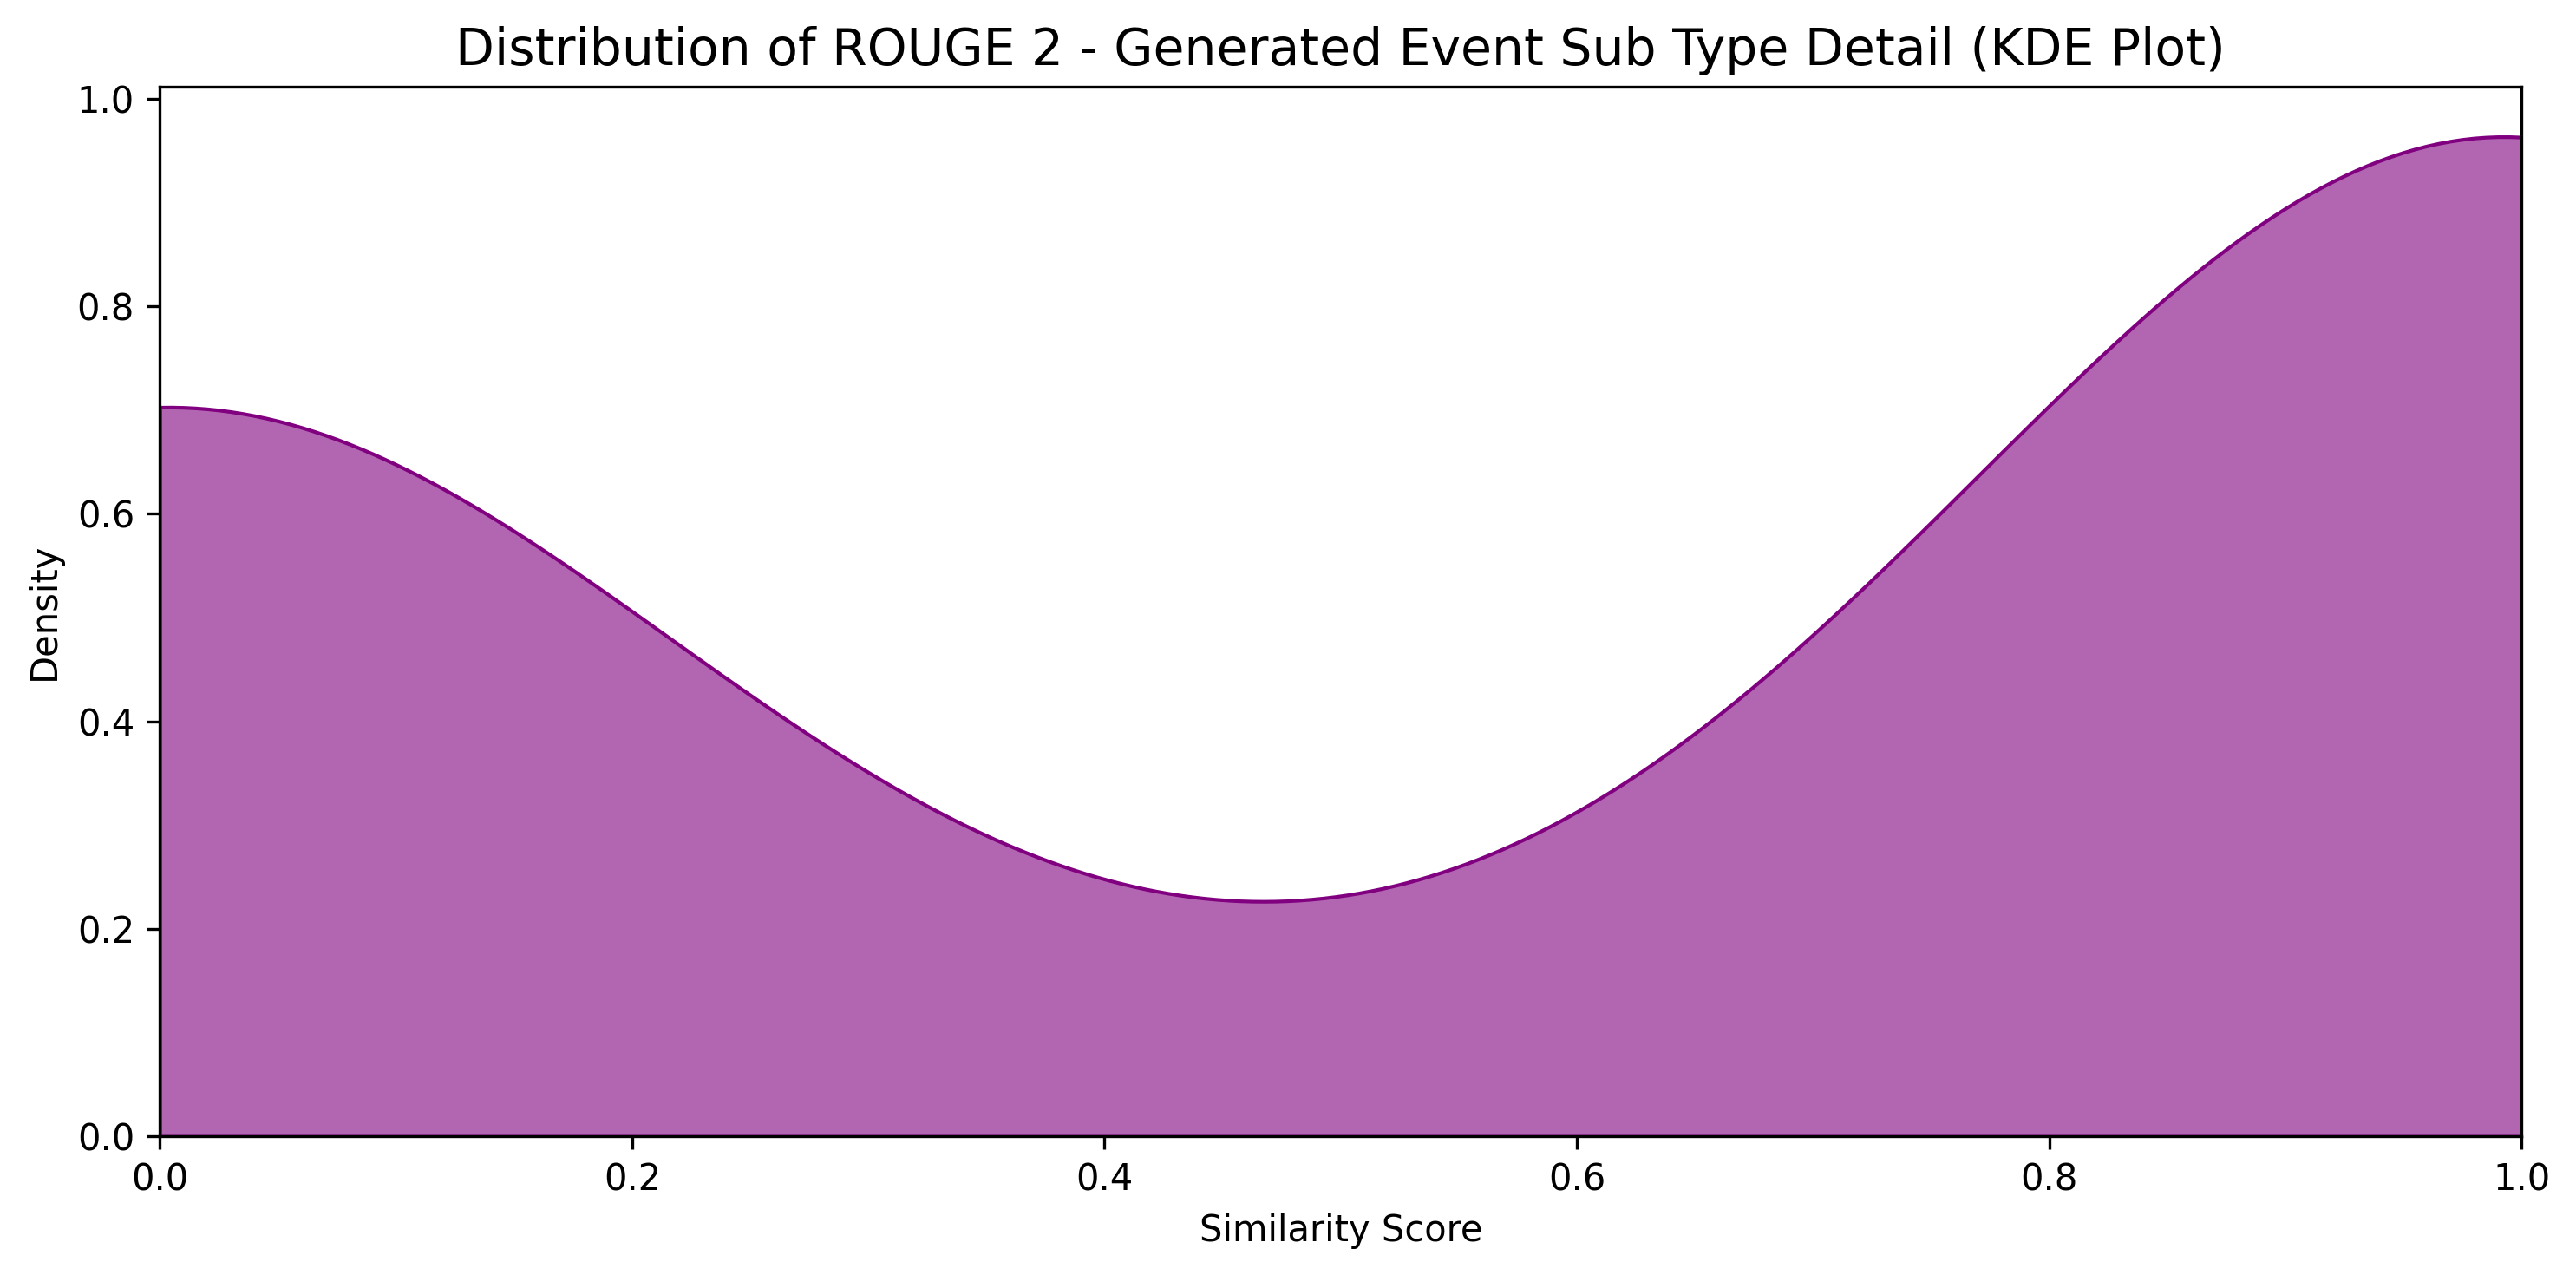 Distribution of ROUGE 2 - Generated Event Sub Type Detail (KDE Plot)
1.0
0.8
0.6
0.4
0.2
0.0
Density
0.0 0.2 0.4 0.6 0.8 1.0
Similarity Score